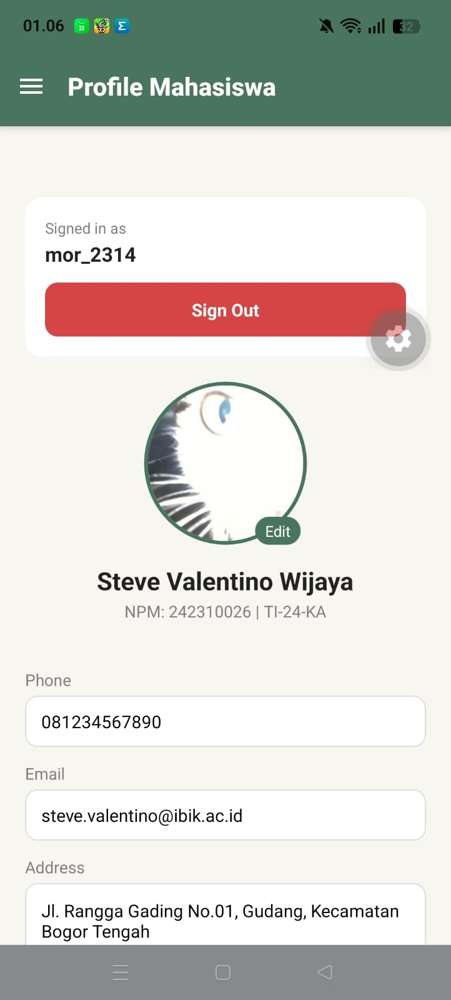 01.06
32
Profile Mahasiswa
Signed in as
mor_2314
Sign Out
Edit
Steve Valentino Wijaya
NPM: 242310026 | TI-24-KA
Phone
081234567890
Email
steve.valentino@ibik.ac.id
Address
Jl. Rangga Gading No.01, Gudang, Kecamatan
Bogor Tengah